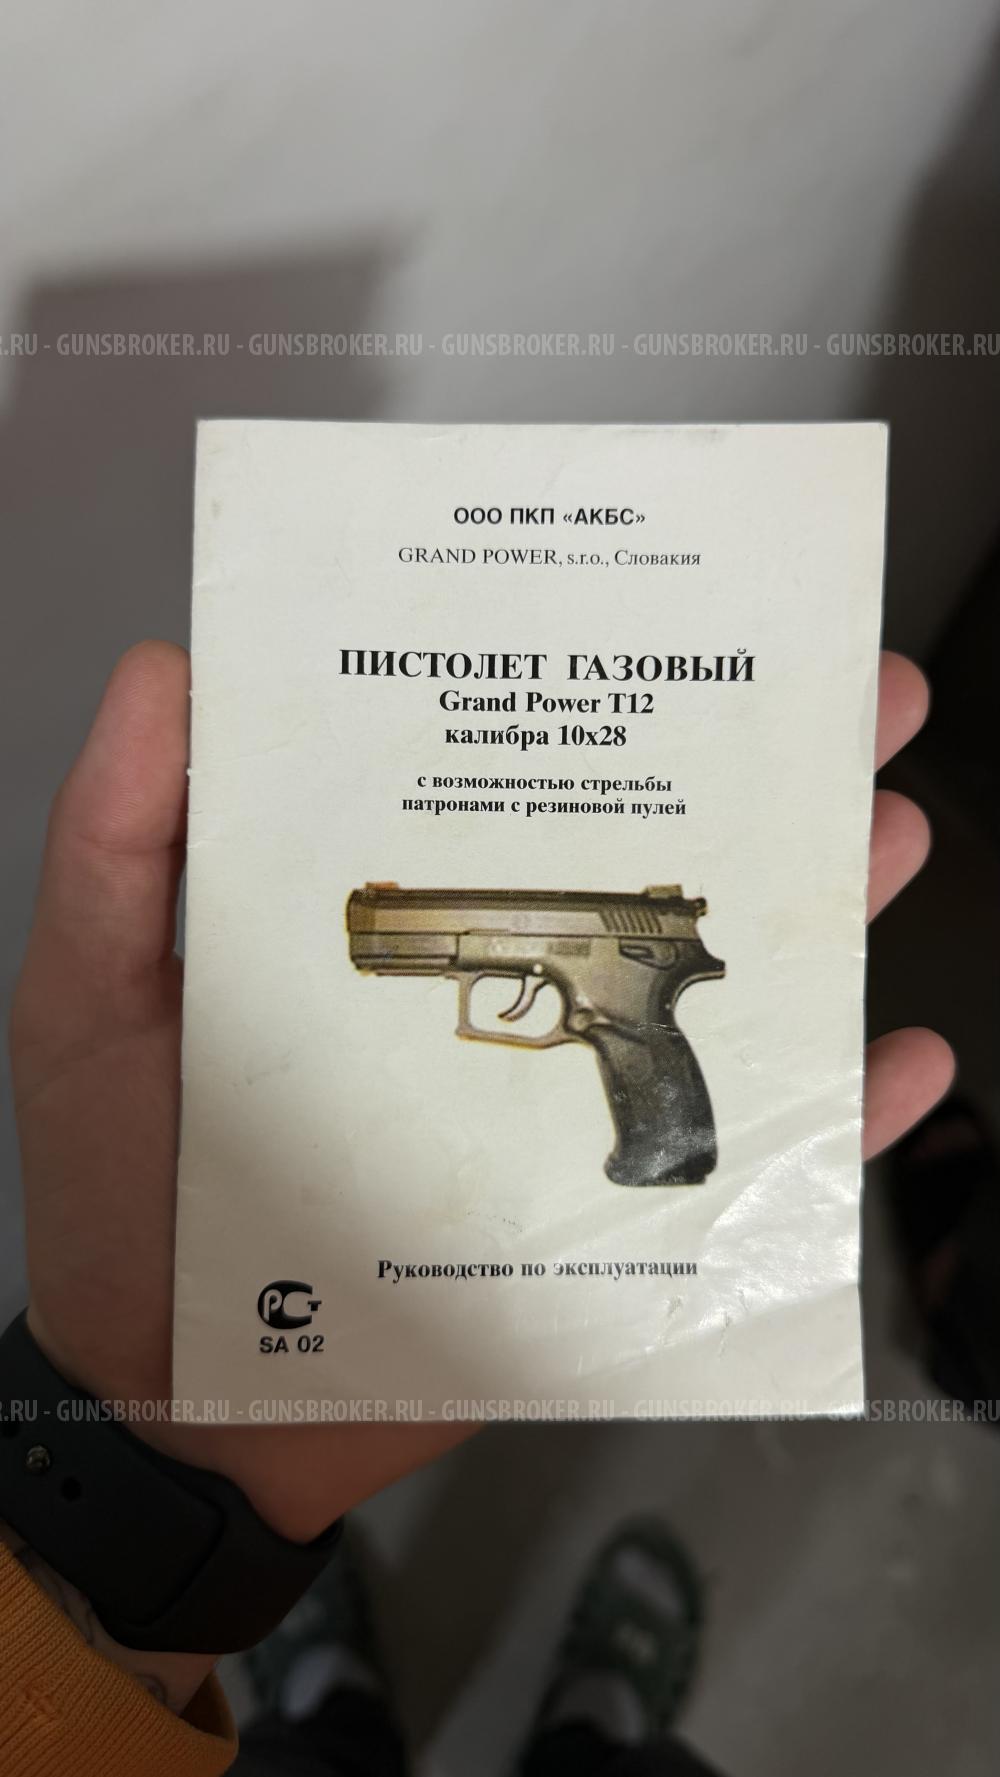 .RU - GUNSBROKER.RU - GUNSBROKER.RU - GUNSBROKER.RU - GUNSBROKER.RU - GUNSBROKER.RU
ООО ПКП «АКБС»
GRAND POWER, s.r.o., Словакия
ПИСТОЛЕТ ГАЗОВЫЙ
Grand Power T12
калибра 10x28
с возможностью стрельбы
патронами с резиновой пулей
Руководство по эксплуатации
РСТ
SA 02
.RU - GUNSBROKER.RU - GUNSBROKER.RU - GUNSBROKER.RU - GUNSBROKER.RU - GUNSBROKER.RU